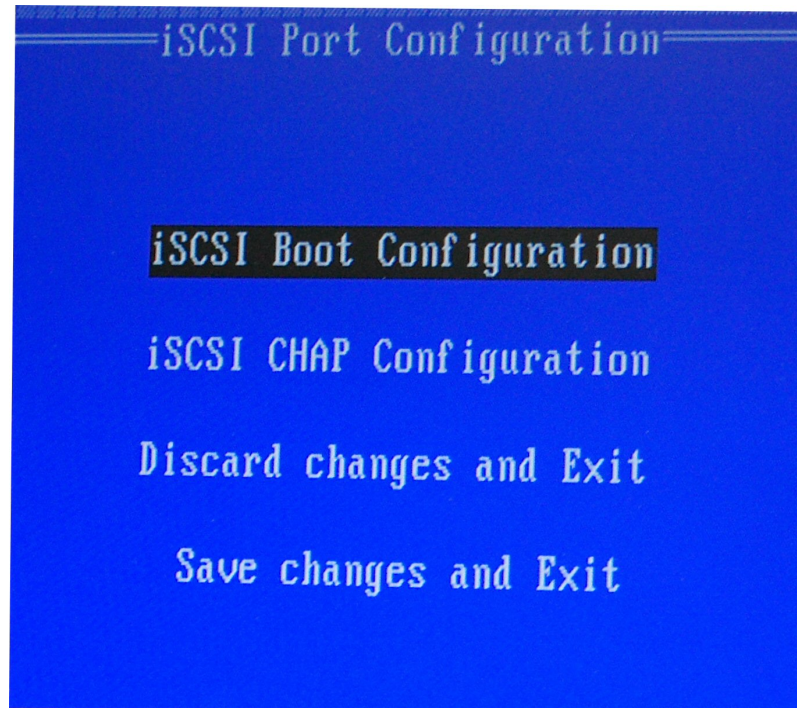 iSCSI Port Configuration
iSCSI Boot Configuration
iSCSI CHAP Configuration
Discard changes and Exit
Save changes and Exit